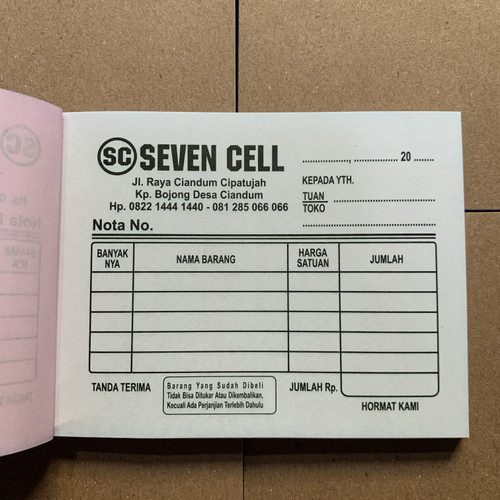 SC SEVEN CELL
Jl. Raya Ciandum Cipatujah
Kp. Bojong Desa Ciandum
Hp. 0822 1444 1440 - 081 285 066 066
Nota No.
..............., .............. 20 .......
KEPADA YTH.
TUAN
TOKO
BANYAK NYA
NAMA BARANG
HARGA SATUAN
JUMLAH
TANDA TERIMA
Barang Yang Sudah Dibeli
Tidak Bisa Ditukar Atau Dikembalikan,
Kecuali Ada Perjanjian Terlebih Dahulu
JUMLAH Rp.
HORMAT KAMI